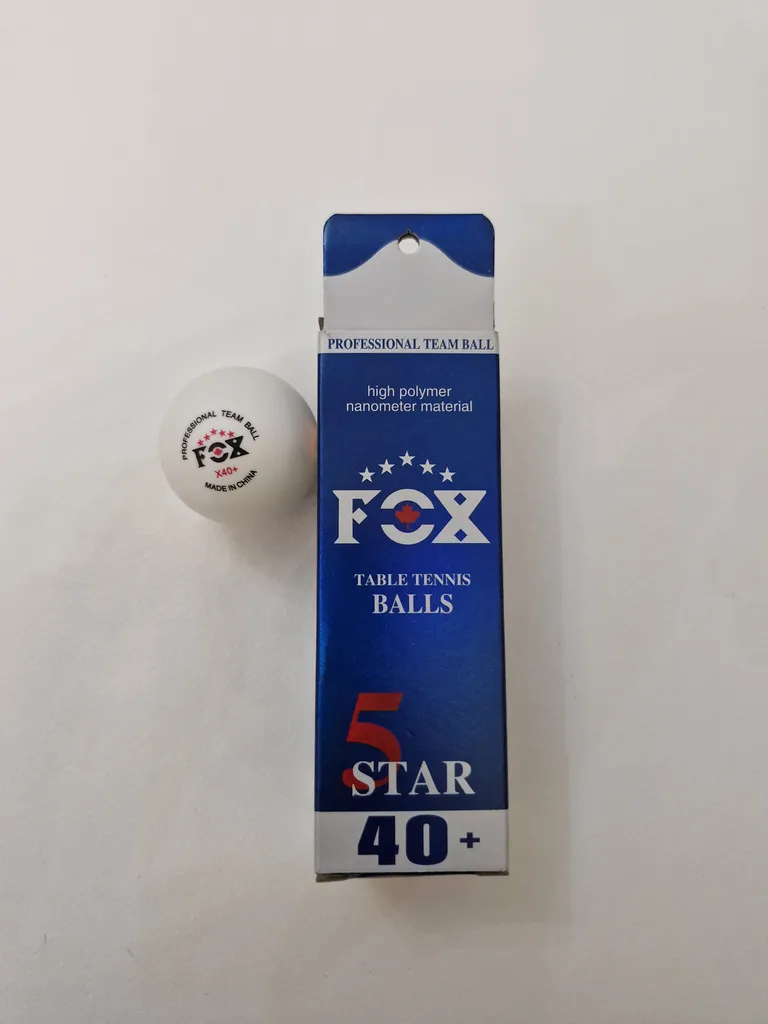 PROFESSIONAL TEAM BALL
FOX
X40+
MADE IN CHINA
PROFESSIONAL TEAM BALL
high polymer
nanometer material
FOX
TABLE TENNIS
BALLS
5
STAR
40+